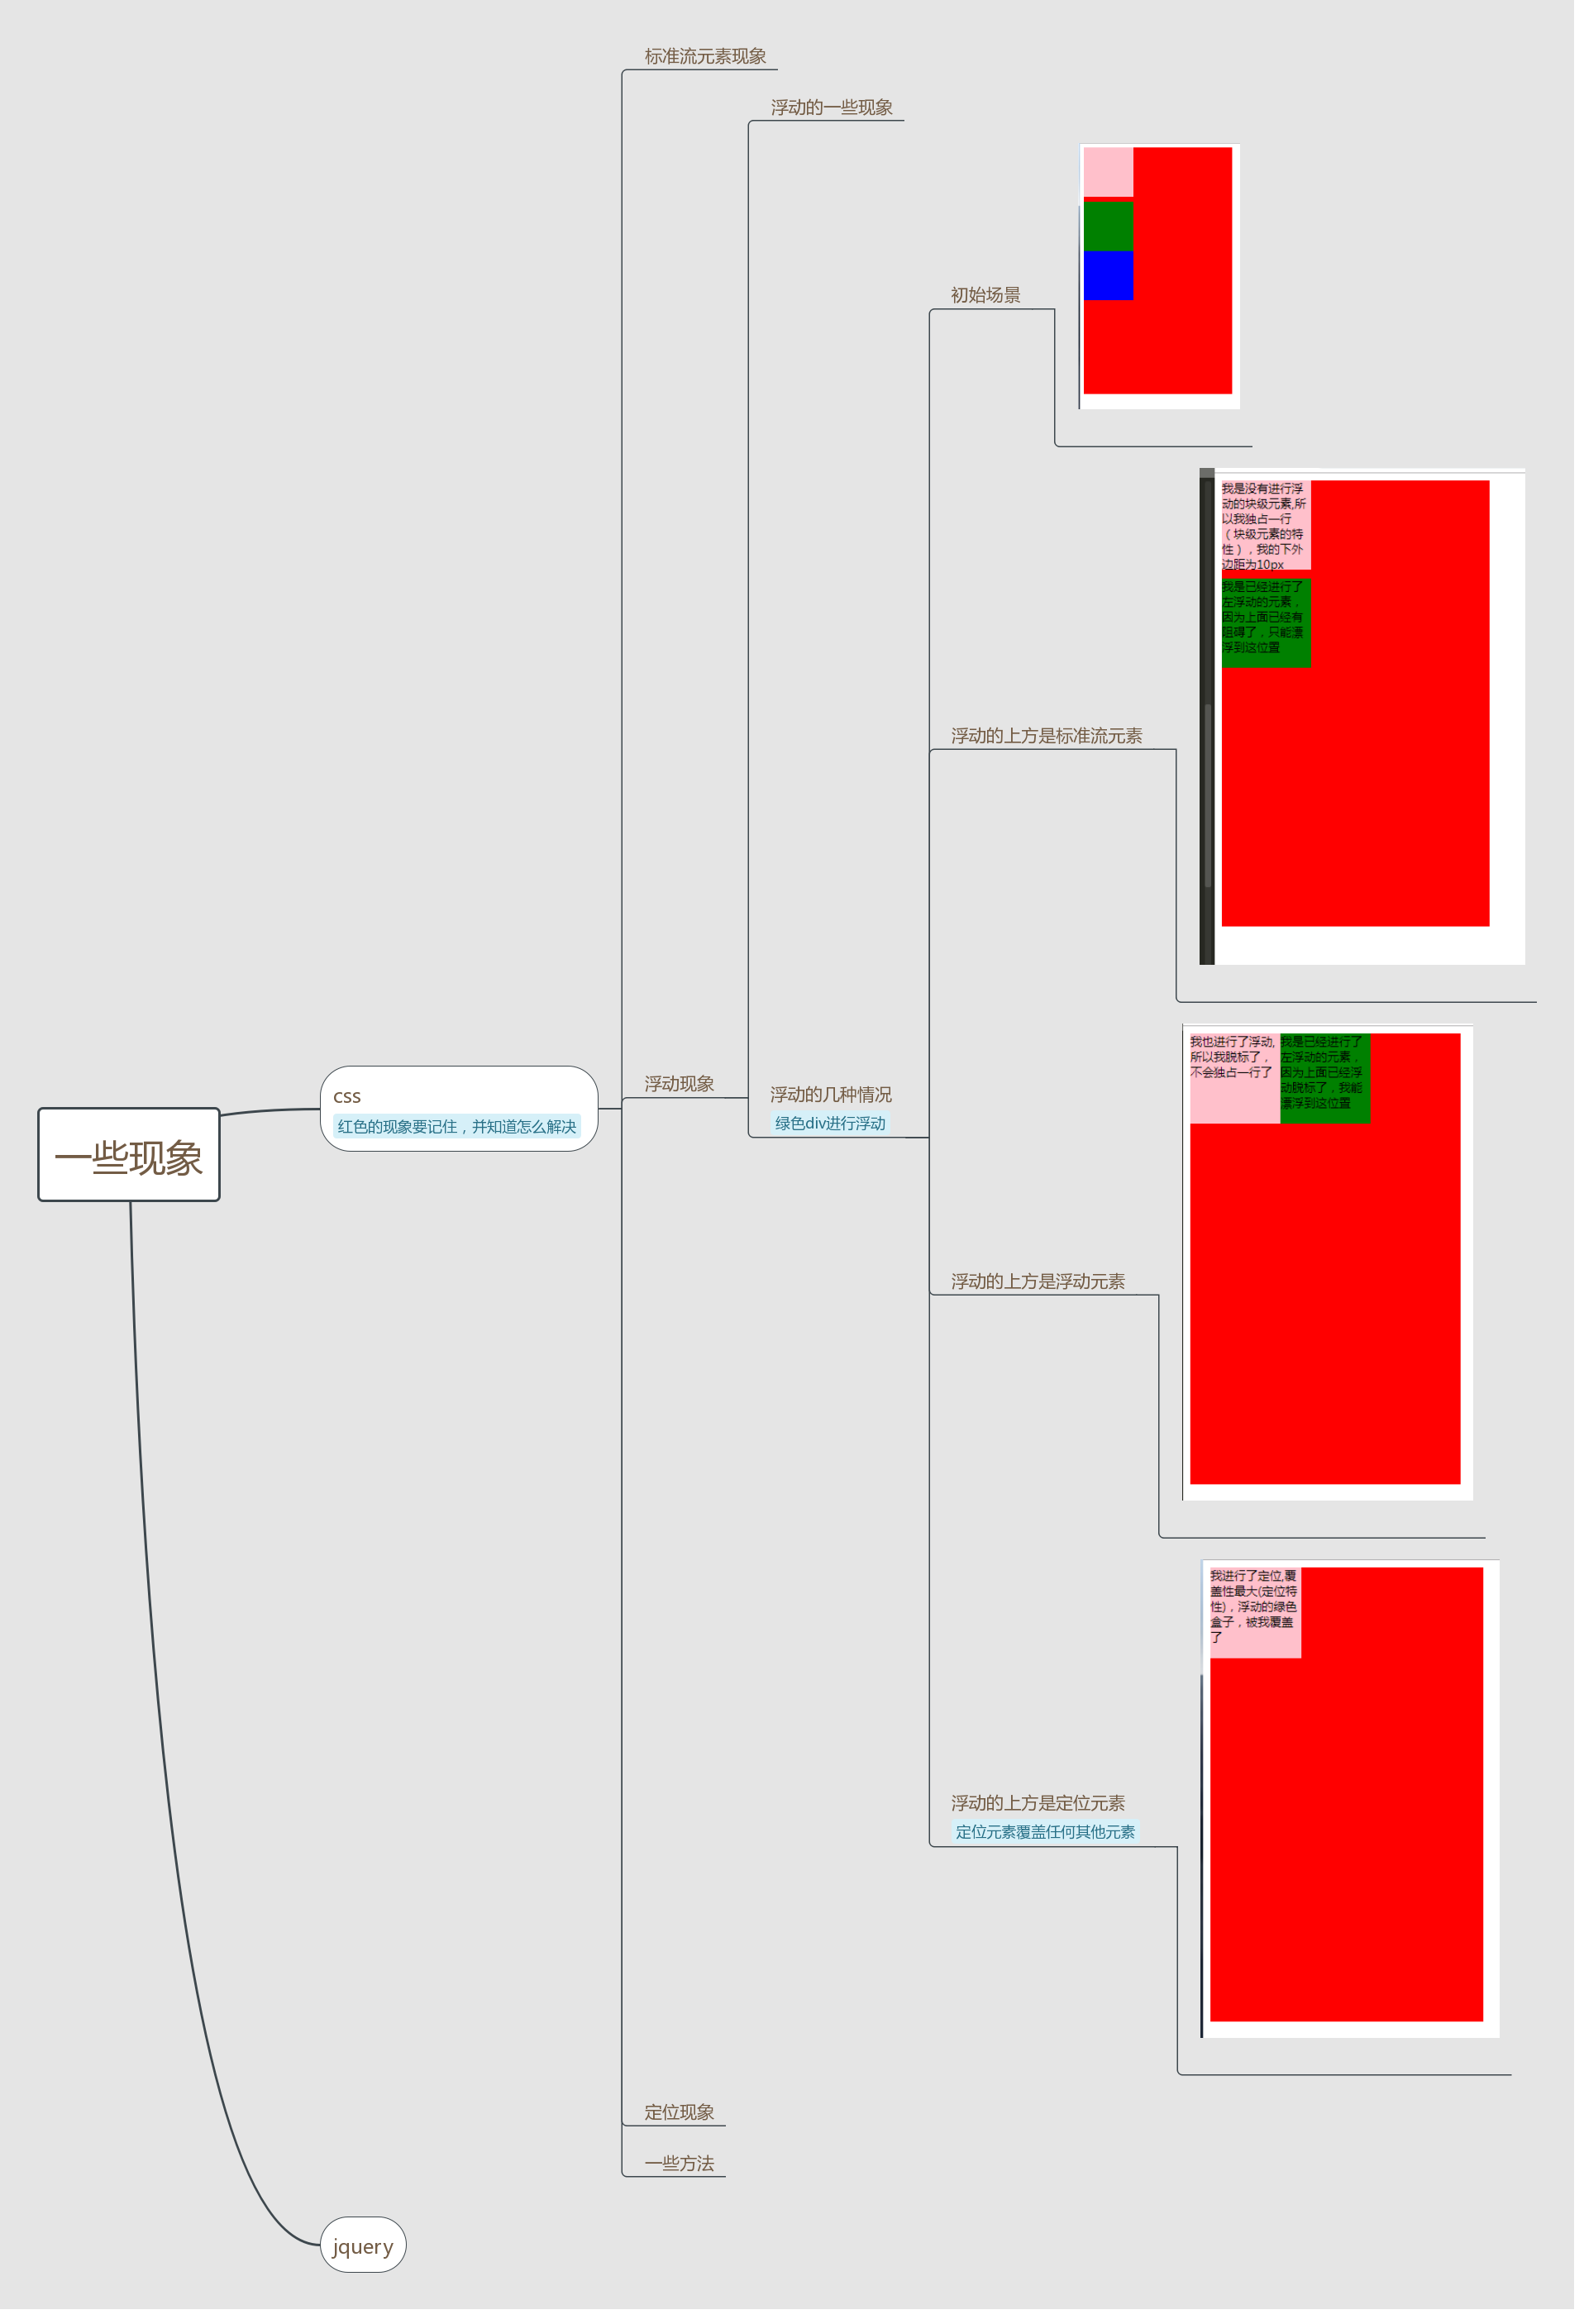 一些现象
css
红色的现象要记住，并知道怎么解决
标准流元素现象
浮动现象
浮动的一些现象
浮动的几种情况
绿色div进行浮动
初始场景
浮动的上方是标准流元素
我是没有进行浮
动的块级元素,所
以我独占一行
（块级元素的特
性），我的下外
边距为10px
我是已经进行了
左浮动的元素，
因为上面已经有
阻碍了，只能漂
浮到这位置
浮动的上方是浮动元素
我也进行了浮动,
所以我脱标了，
不会独占一行了
我是已经进行了
左浮动的元素，
因为上面已经浮
动脱标了，我能
漂浮到这位置
浮动的上方是定位元素
定位元素覆盖任何其他元素
我进行了定位,覆
盖性最大(定位特
性)，浮动的绿色
盒子，被我覆盖
了
定位现象
一些方法
jquery